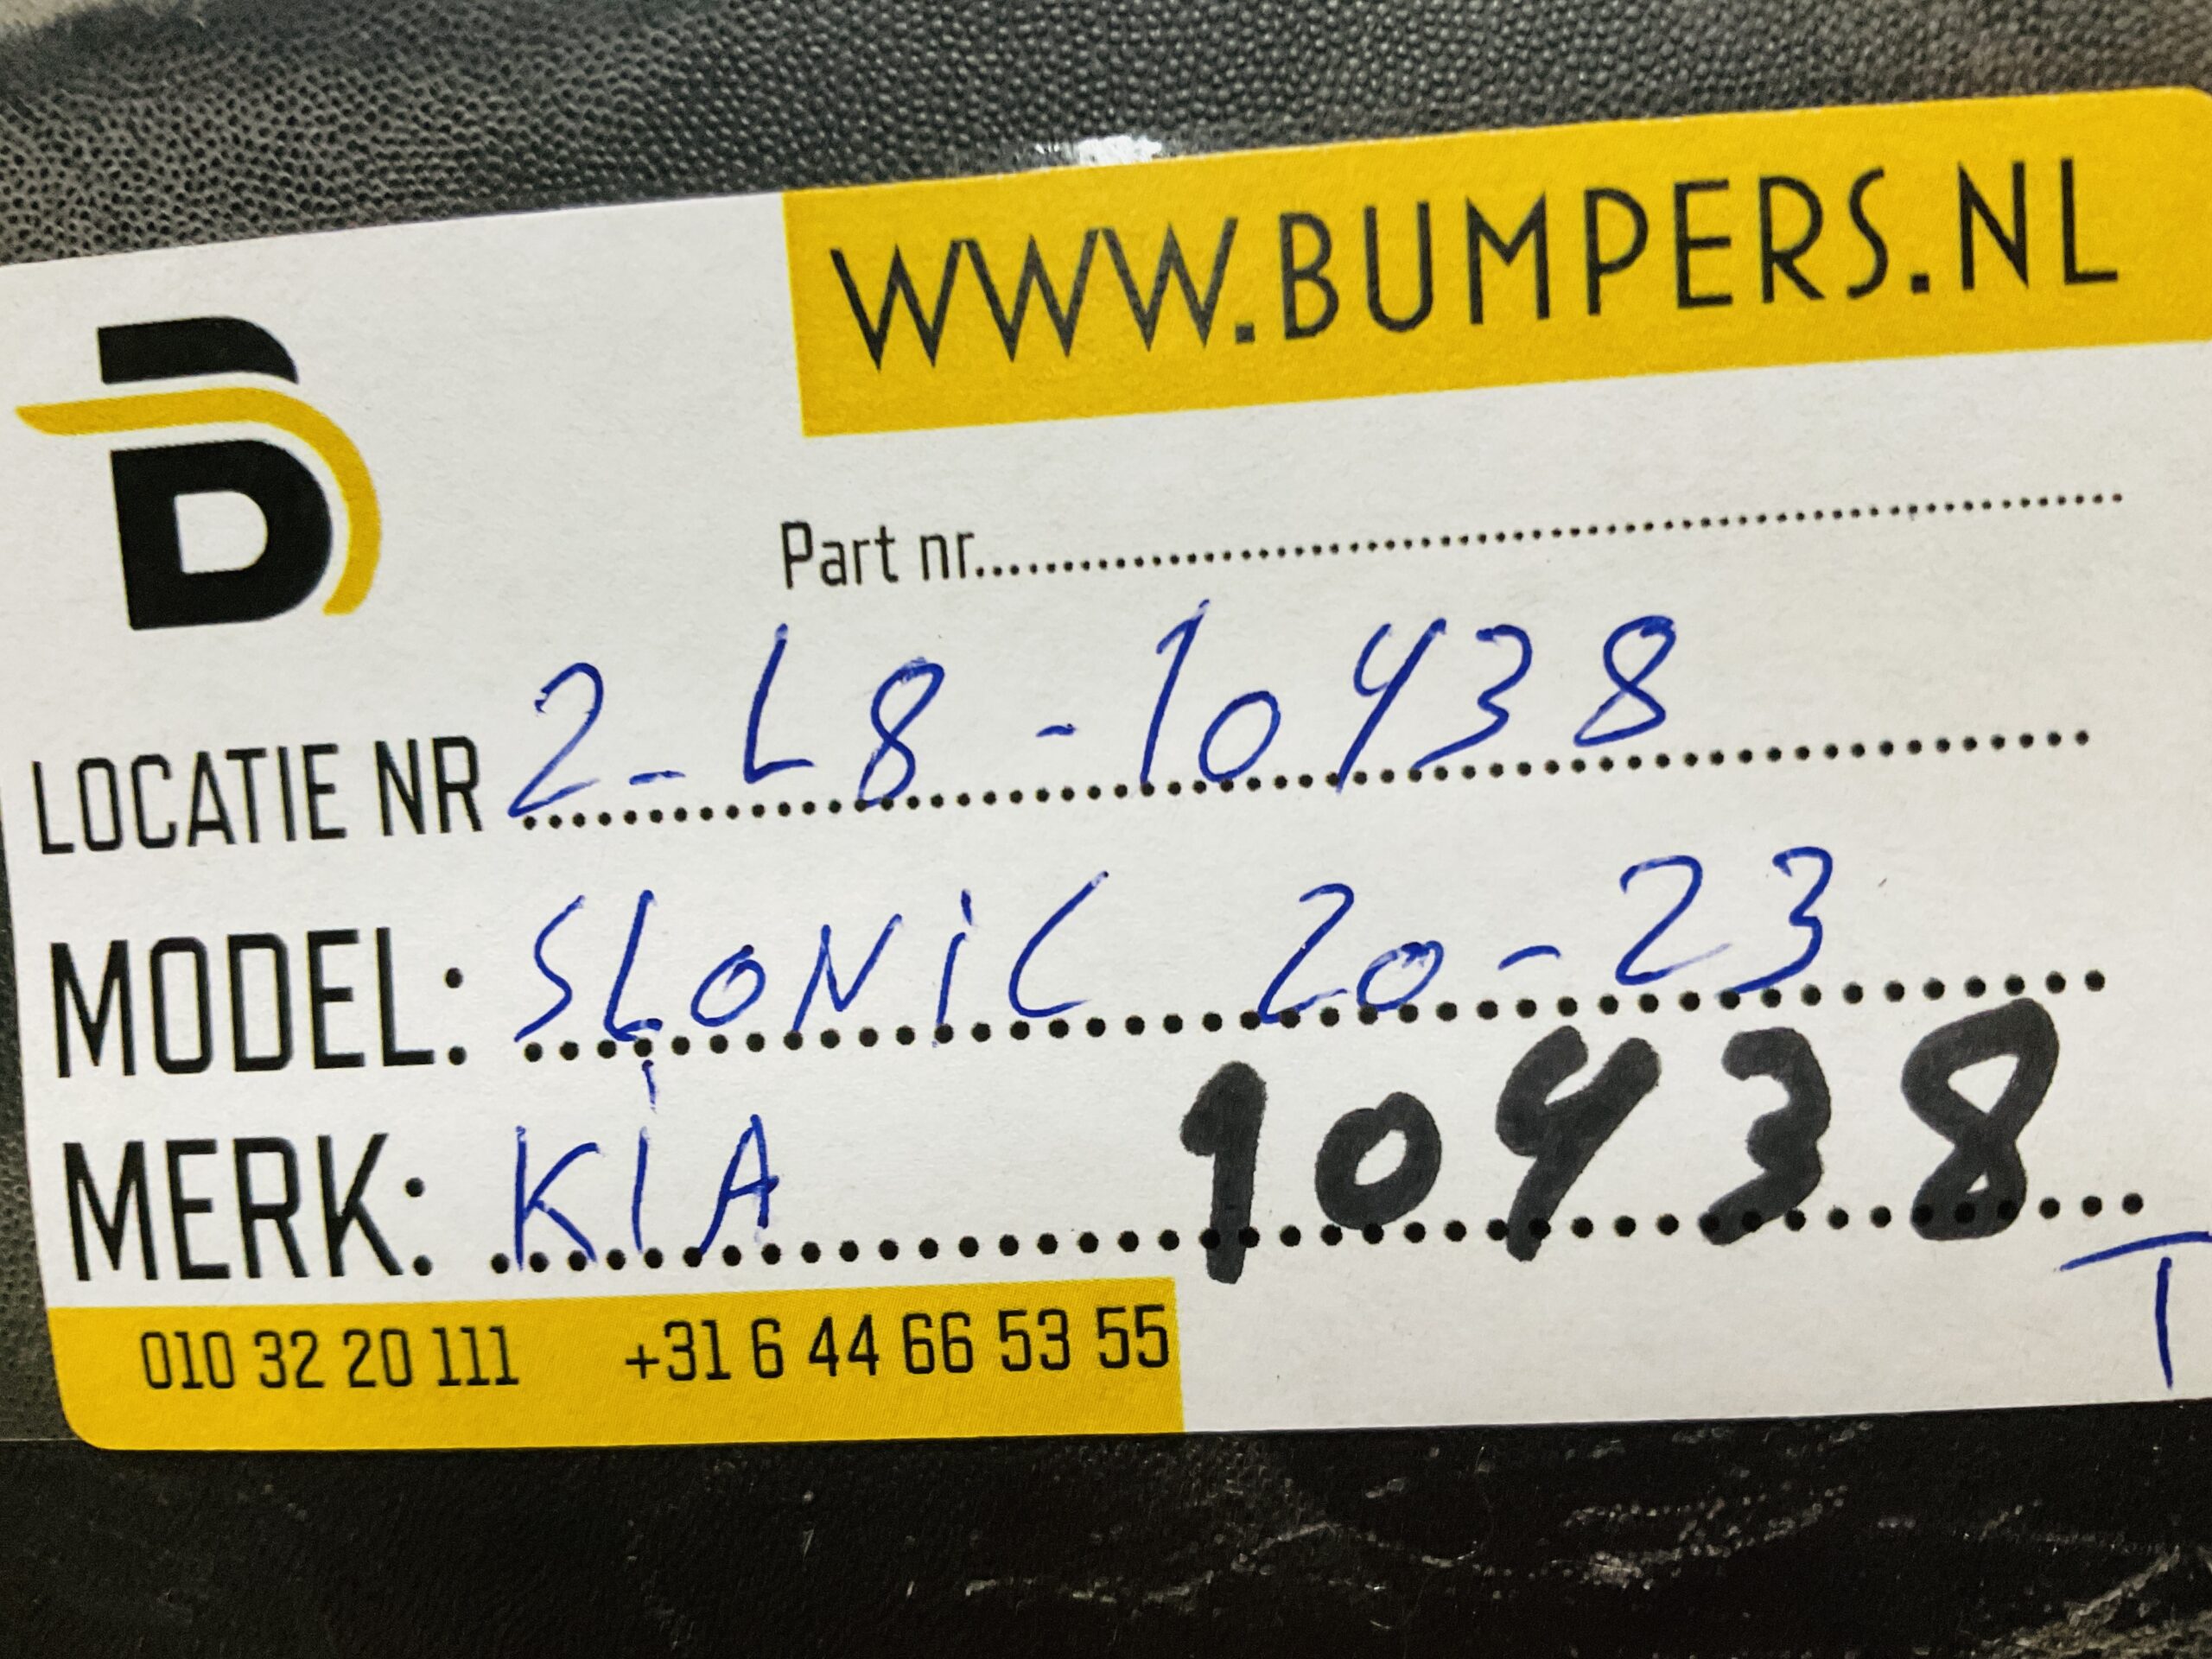 WWW.BUMPERS.NL
B
Part nr.......................................................
LOCATIE NR 2-L8-10438
MODEL: SLONiC 20-23
MERK: KiA 10438
T
010 32 20 111 +31 6 44 66 53 55